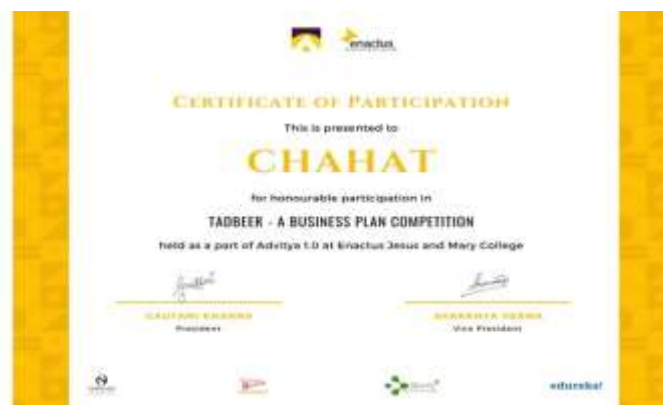 enactus
CERTIFICATE OF PARTICIPATION
This is presented to
CHAHAT
for honourable participation in
TADBEER - A BUSINESS PLAN COMPETITION
held as a part of Advitya 1.0 at Enactus Jesus and Mary College
President
Vice President
edureka!